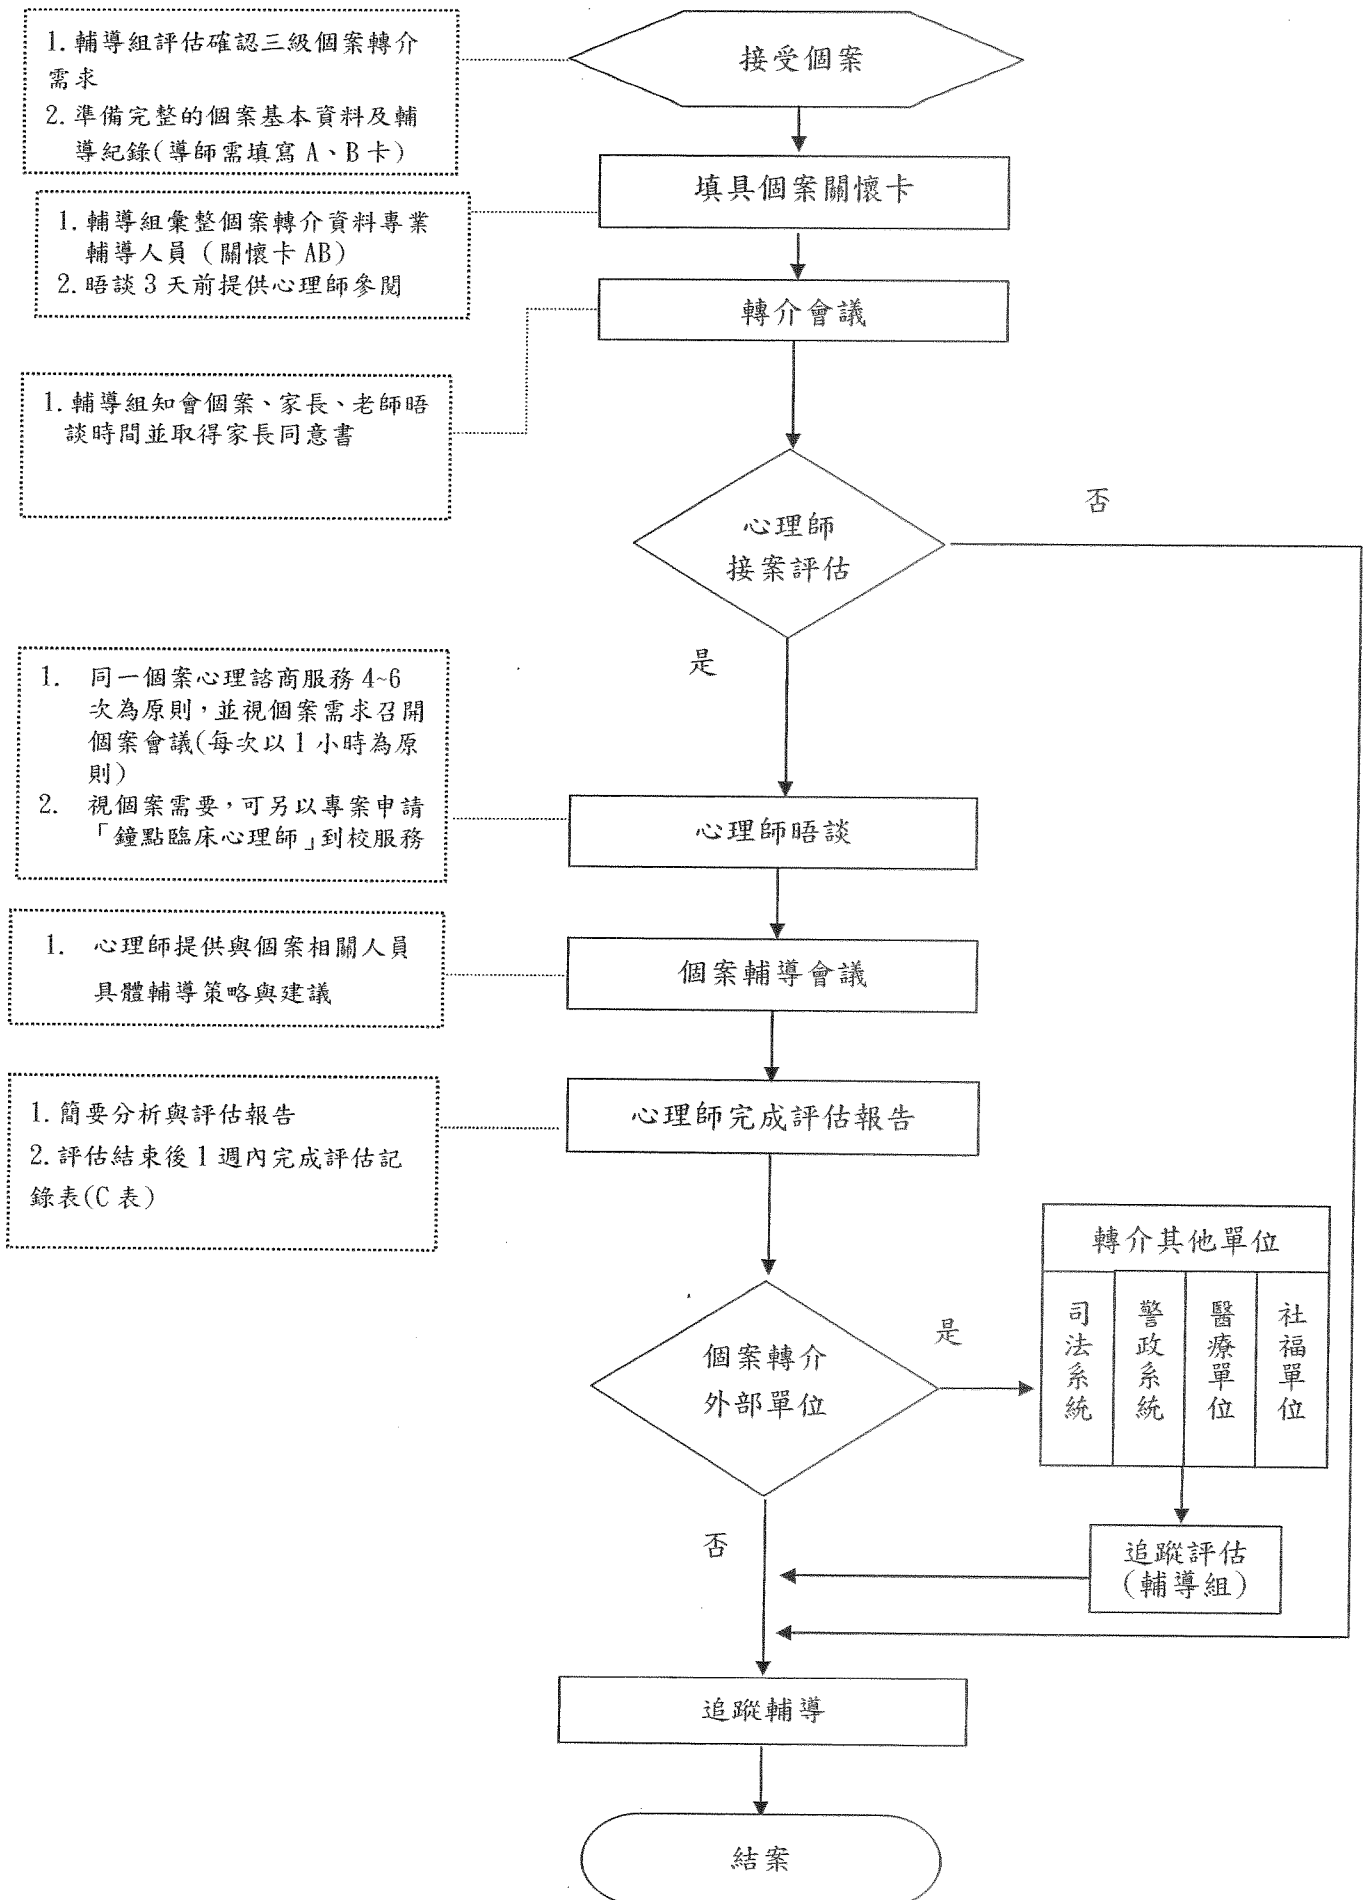 1. 輔導組評估確認三級個案轉介
需求
2. 準備完整的個案基本資料及輔
導紀錄(導師需填寫 A、B 卡)
接受個案
填具個案關懷卡
1. 輔導組彙整個案轉介資料專業
輔導人員（關懷卡 AB)
2. 晤談 3 天前提供心理師參閱
轉介會議
1. 輔導組知會個案、家長、老師晤
談時間並取得家長同意書
心理師
接案評估
否
是
1. 同一個案心理諮商服務 4~6
次為原則，並視個案需求召開
個案會議(每次以 1 小時為原
則)
2. 視個案需要，可另以專案申請
「鐘點臨床心理師」到校服務
心理師晤談
1. 心理師提供與個案相關人員
具體輔導策略與建議
個案輔導會議
1. 簡要分析與評估報告
2. 評估結束後 1 週內完成評估記
錄表(C 表)
心理師完成評估報告
個案轉介
外部單位
是
轉介其他單位
司法系統
警政系統
醫療單位
社福單位
否
追蹤評估
(輔導組)
追蹤輔導
結案